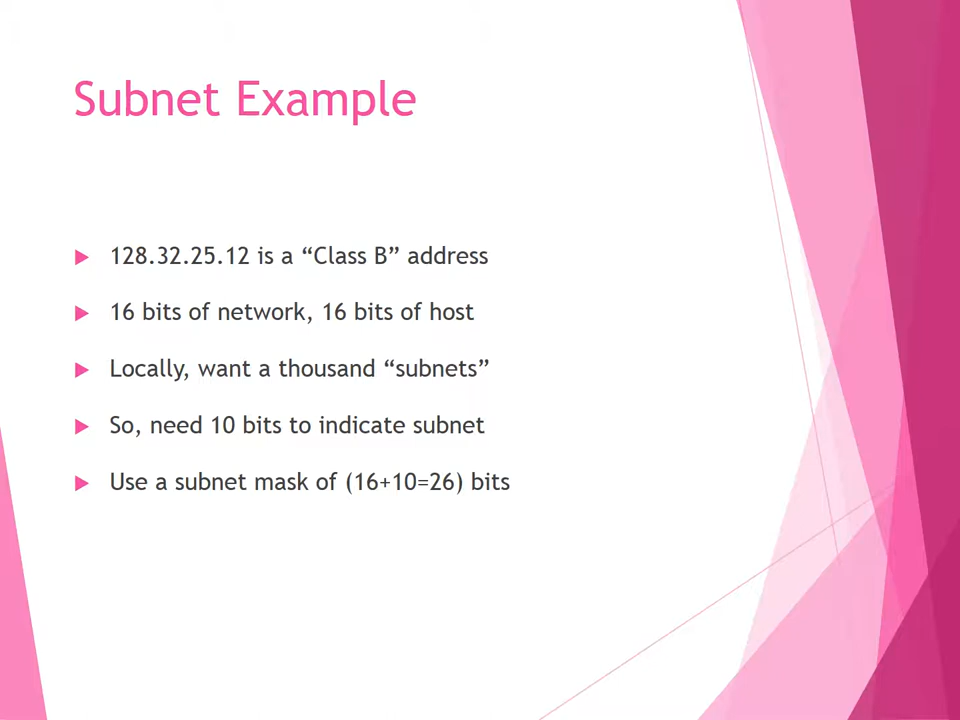 Subnet Example
128.32.25.12 is a “Class B” address
16 bits of network, 16 bits of host
Locally, want a thousand “subnets”
So, need 10 bits to indicate subnet
Use a subnet mask of (16+10=26) bits